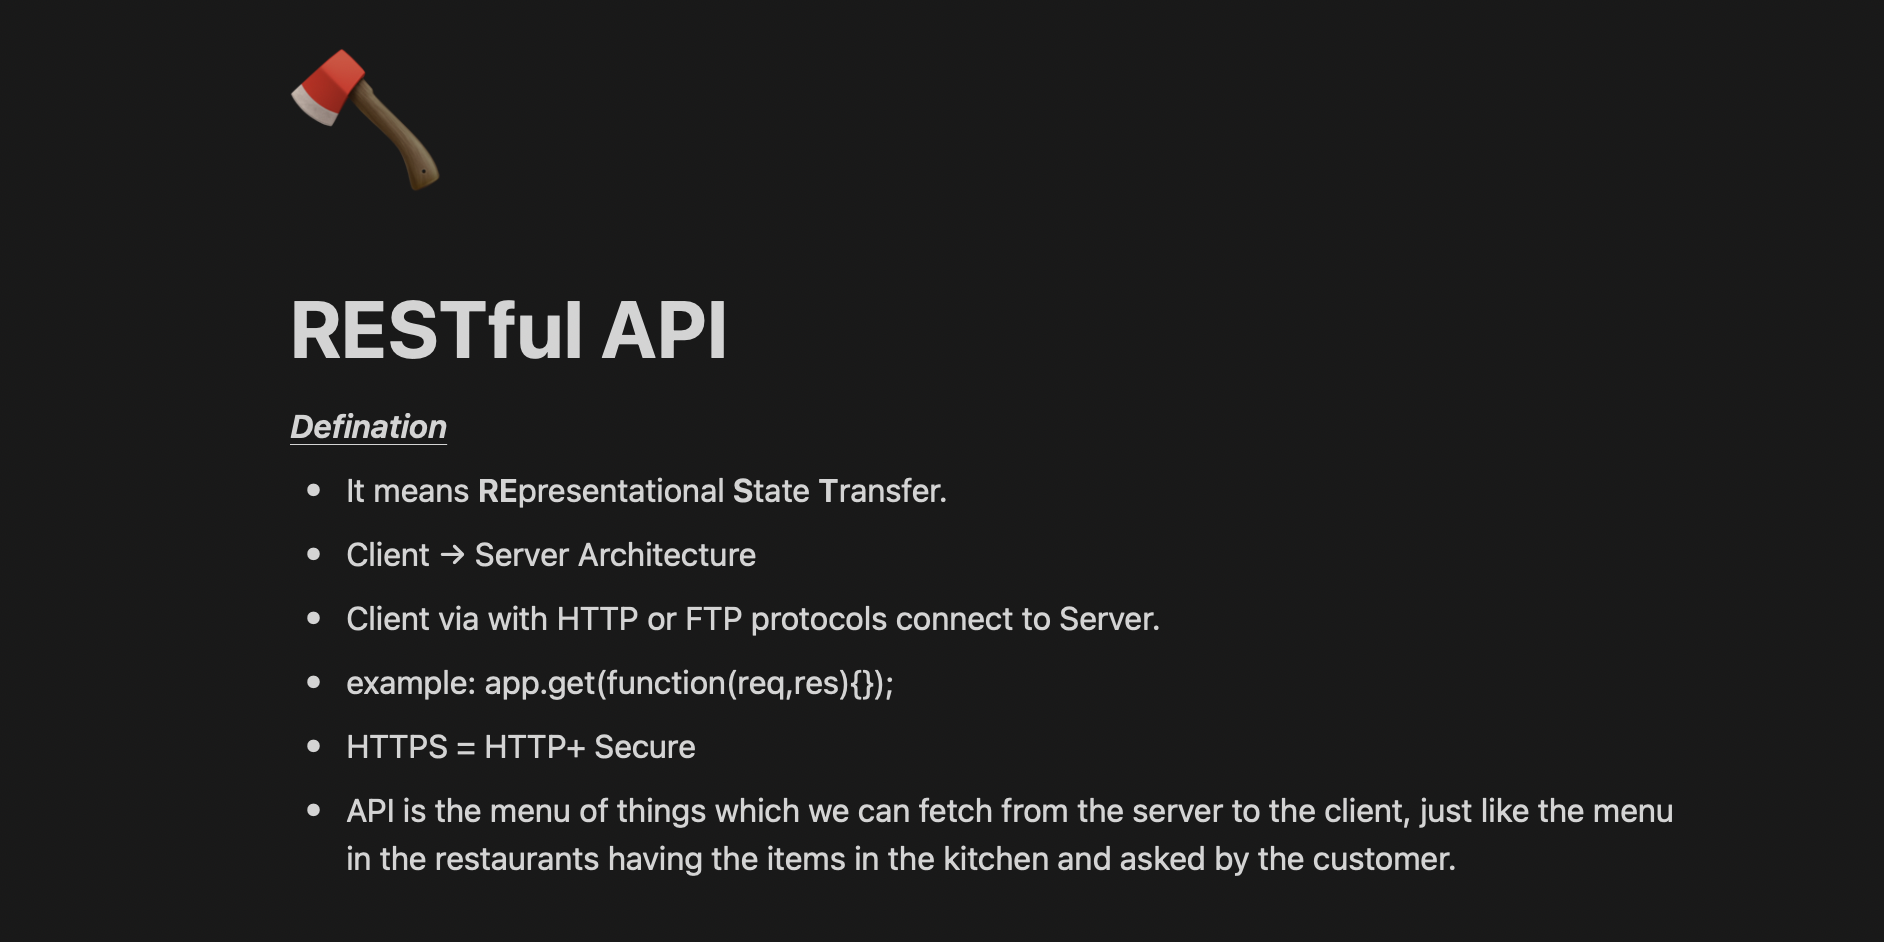 RESTful API
Defination
• It means REpresentational State Transfer.
• Client → Server Architecture
• Client via with HTTP or FTP protocols connect to Server.
• example: app.get(function(req,res){});
• HTTPS = HTTP+ Secure
• API is the menu of things which we can fetch from the server to the client, just like the menu
in the restaurants having the items in the kitchen and asked by the customer.